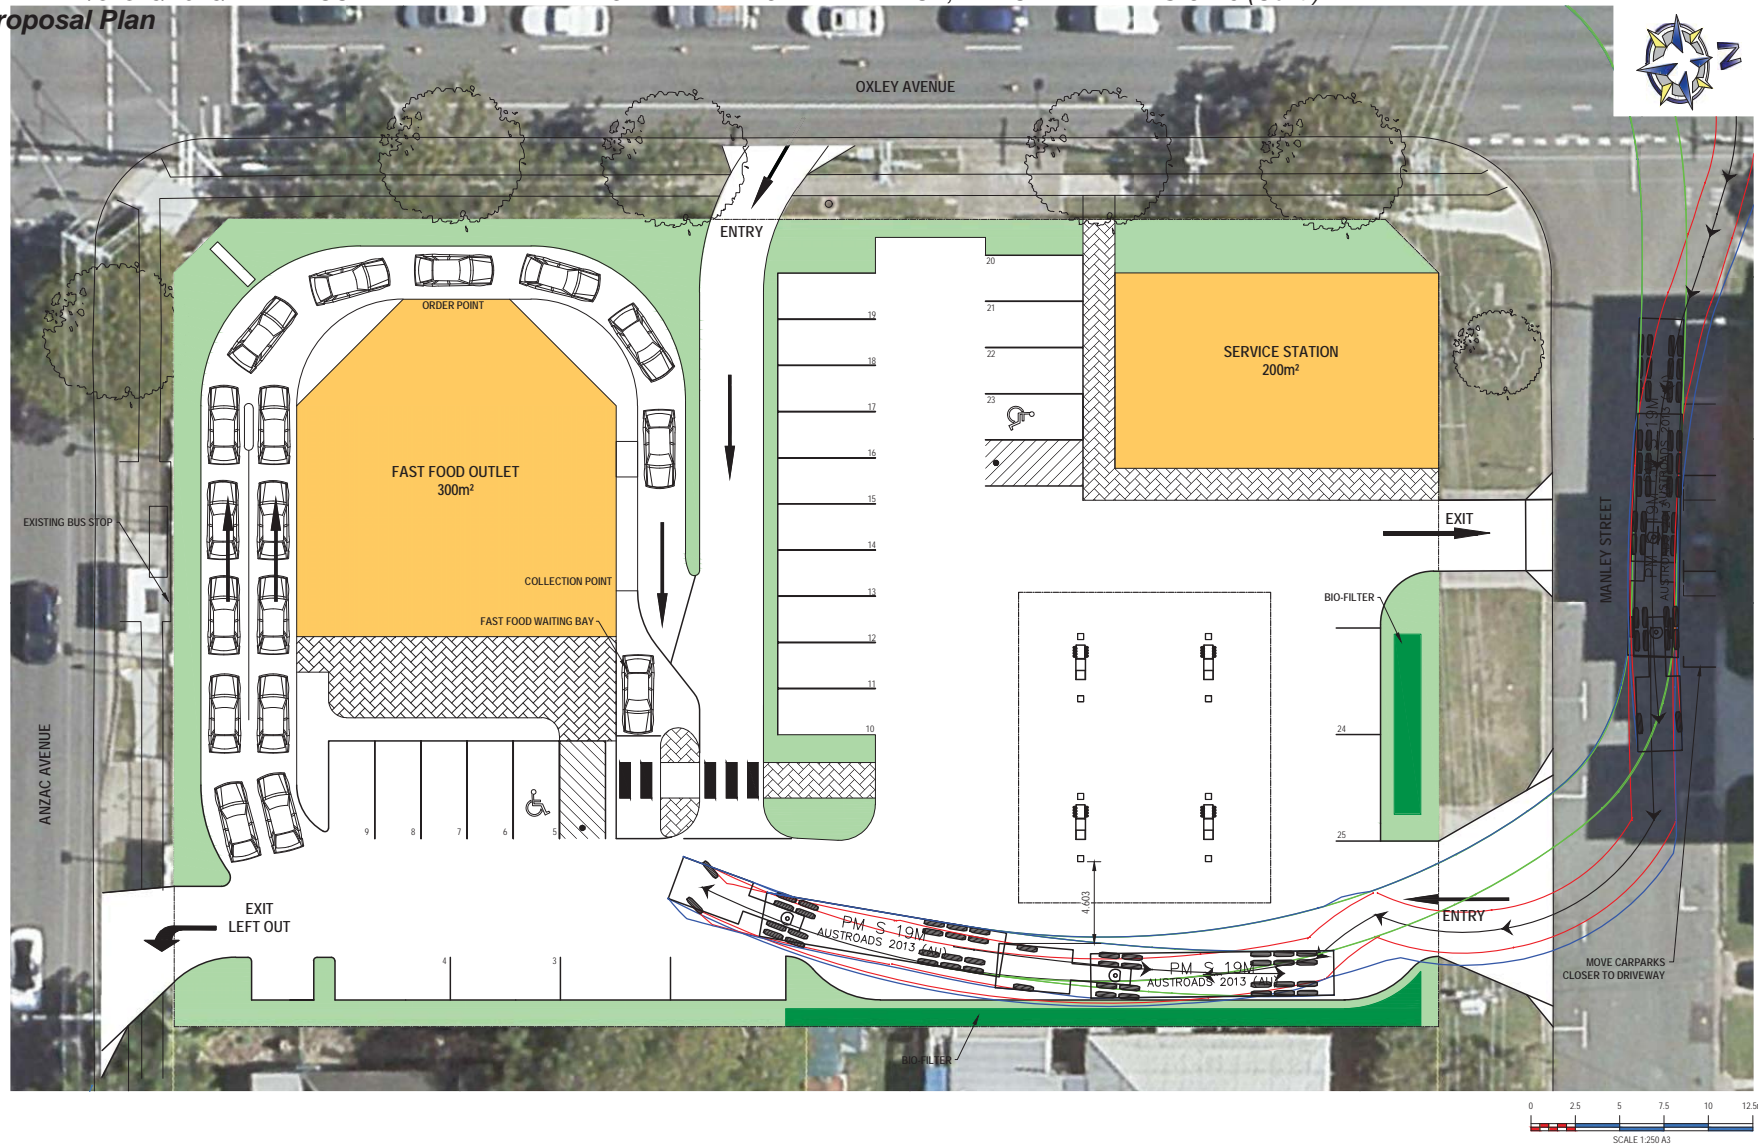 roposal Plan
N
OXLEY AVENUE
ENTRY
ORDER POINT
20
21
22
23
19
18
17
16
15
14
13
12
11
10
SERVICE STATION
200m²
FAST FOOD OUTLET
300m²
EXISTING BUS STOP
COLLECTION POINT
FAST FOOD WAITING BAY
EXIT
MANLEY STREET
BIO-FILTER
24
25
ANZAC AVENUE
9
8
7
6
5
4.603
ENTRY
EXIT
LEFT OUT
PM S 19M
AUSTROADS 2013 (AU)
PM S 19M
AUSTROADS 2013 (AU)
4
3
MOVE CARPARKS
CLOSER TO DRIVEWAY
BIO-FILTER
0 2.5 5 7.5 10 12.5
SCALE 1:250 A3